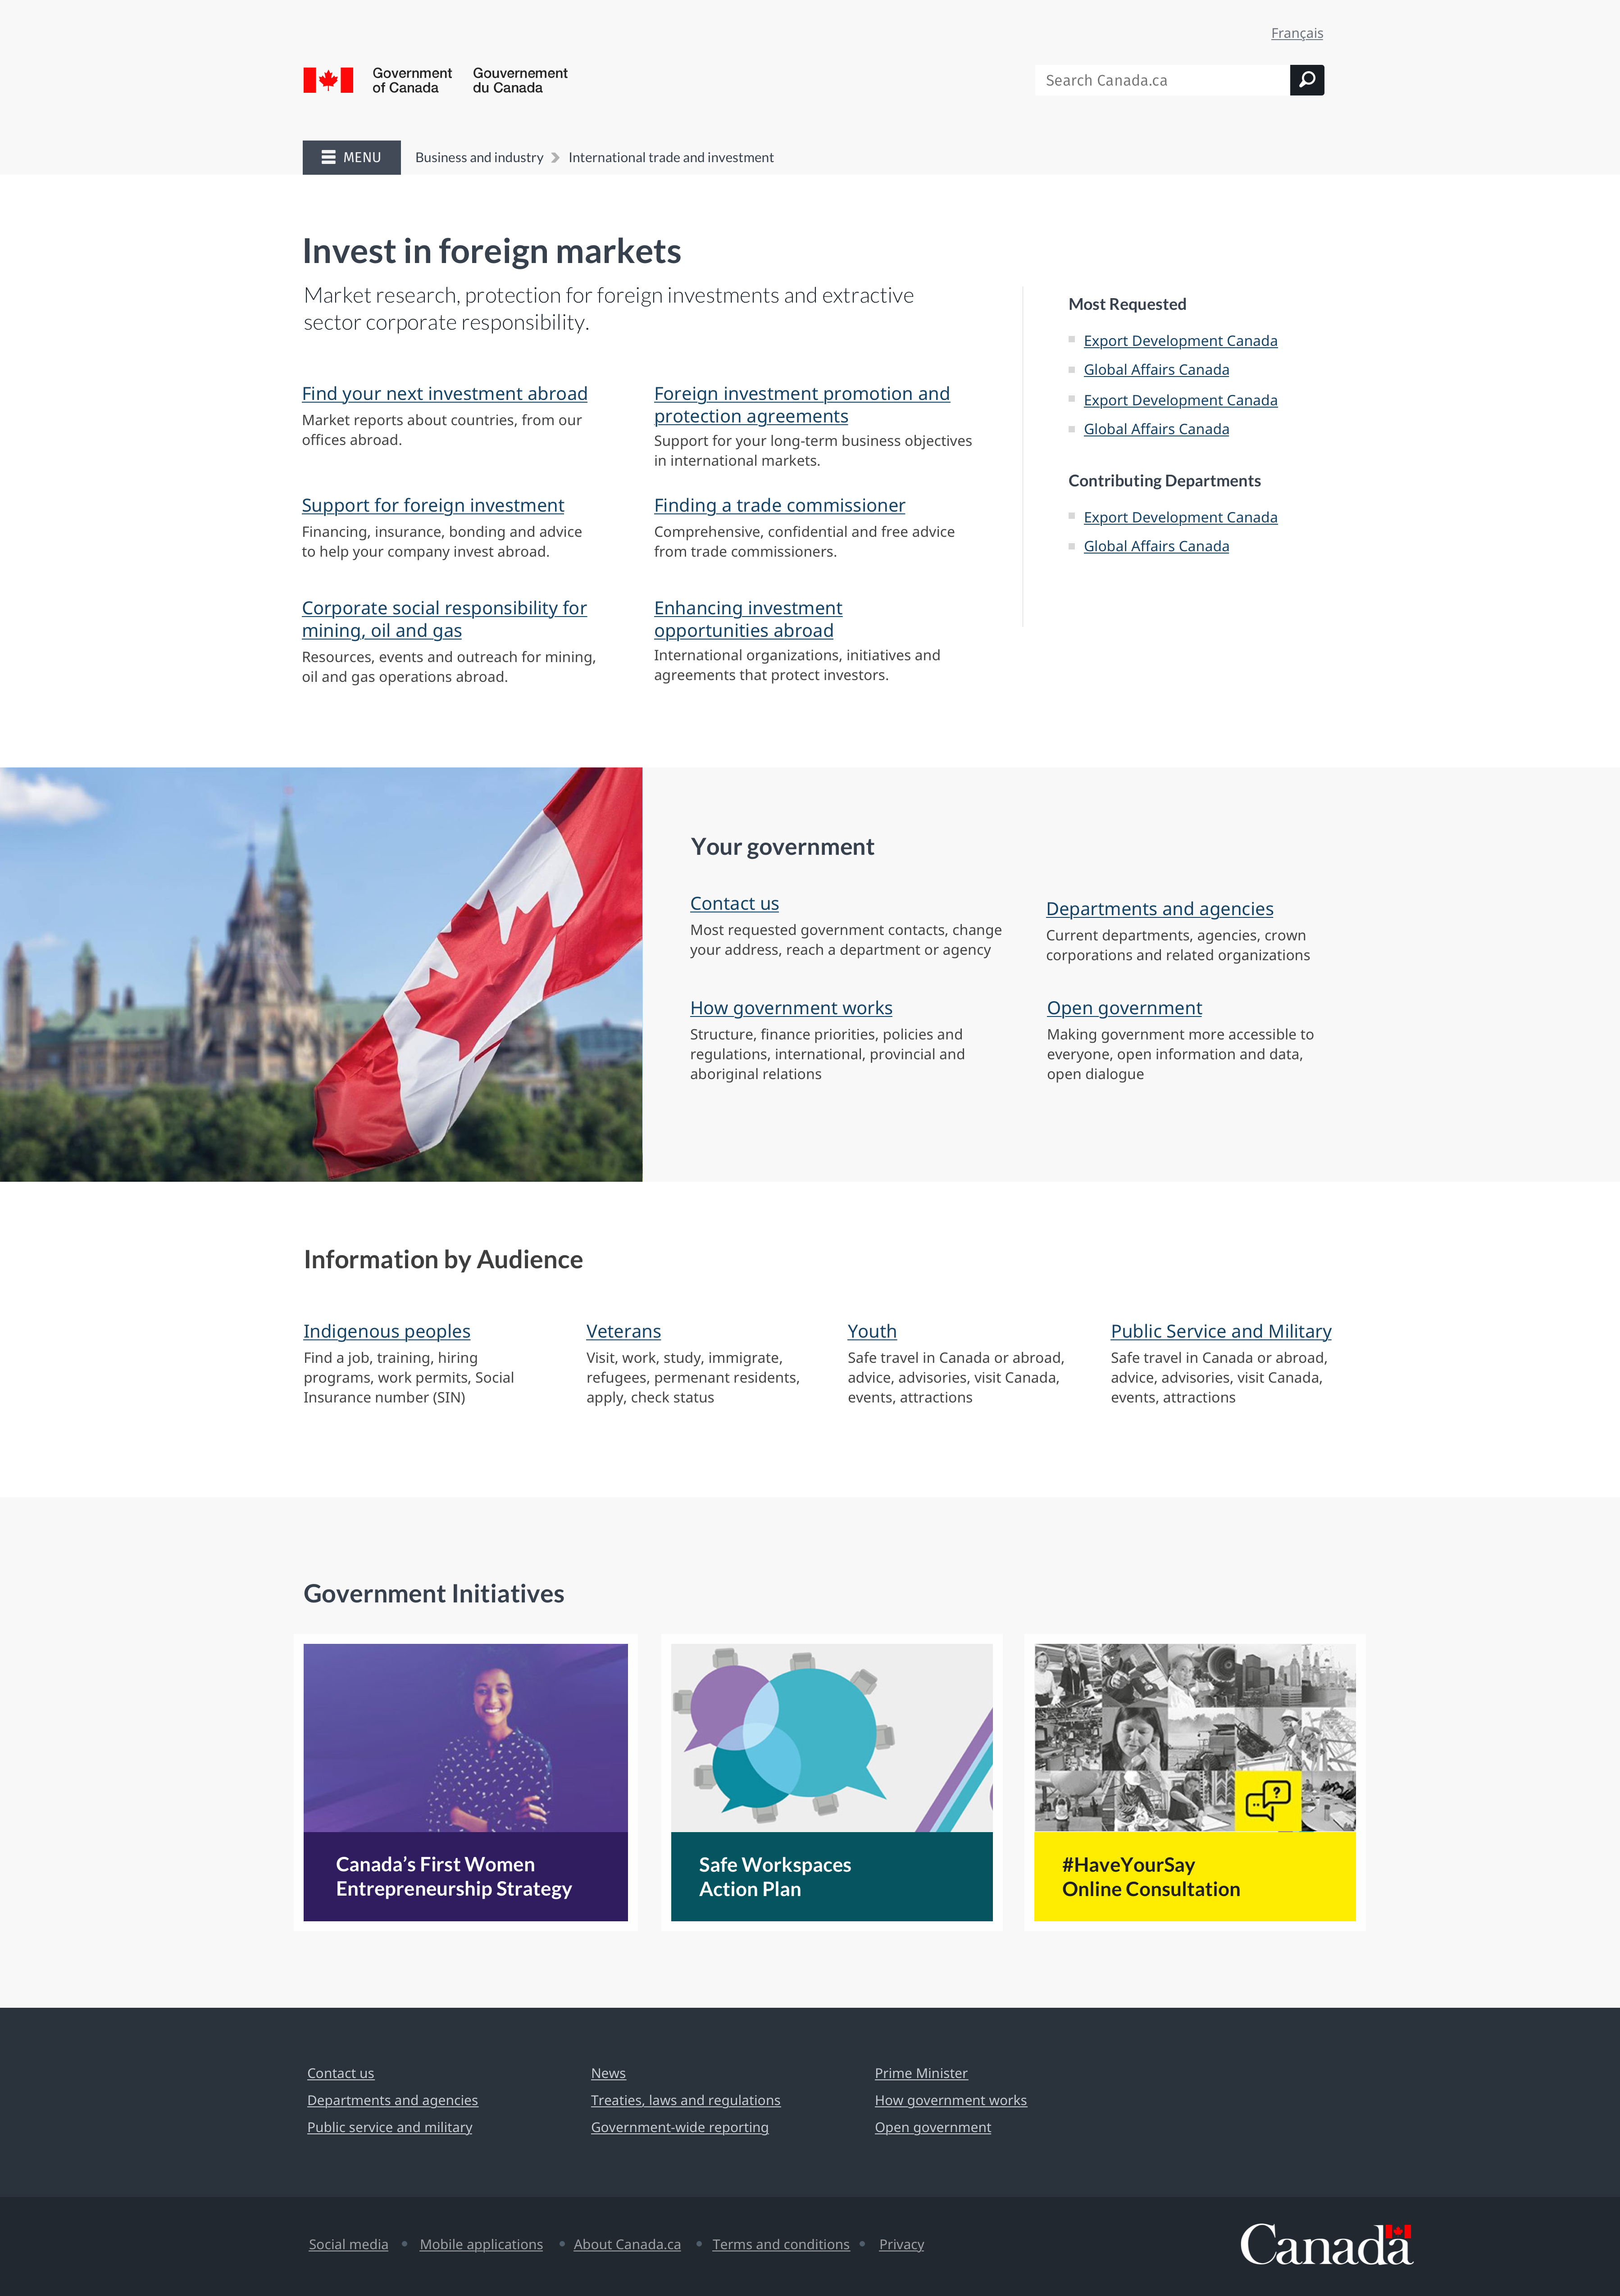 Français
Government
of Canada
Gouvernement
du Canada
Search Canada.ca
MENU
Business and industry
International trade and investment
Invest in foreign markets
Market research, protection for foreign investments and extractive
sector corporate responsibility.
Find your next investment abroad
Market reports about countries, from our
offices abroad.
Foreign investment promotion and
protection agreements
Support for your long-term business objectives
in international markets.
Support for foreign investment
Financing, insurance, bonding and advice
to help your company invest abroad.
Finding a trade commissioner
Comprehensive, confidential and free advice
from trade commissioners.
Corporate social responsibility for
mining, oil and gas
Resources, events and outreach for mining,
oil and gas operations abroad.
Enhancing investment
opportunities abroad
International organizations, initiatives and
agreements that protect investors.
Most Requested
Export Development Canada
Global Affairs Canada
Export Development Canada
Global Affairs Canada
Contributing Departments
Export Development Canada
Global Affairs Canada
Your government
Contact us
Most requested government contacts, change
your address, reach a department or agency
Departments and agencies
Current departments, agencies, crown
corporations and related organizations
How government works
Structure, finance priorities, policies and
regulations, international, provincial and
aboriginal relations
Open government
Making government more accessible to
everyone, open information and data,
open dialogue
Information by Audience
Indigenous peoples
Find a job, training, hiring
programs, work permits, Social
Insurance number (SIN)
Veterans
Visit, work, study, immigrate,
refugees, permenant residents,
apply, check status
Youth
Safe travel in Canada or abroad,
advice, advisories, visit Canada,
events, attractions
Public Service and Military
Safe travel in Canada or abroad,
advice, advisories, visit Canada,
events, attractions
Government Initiatives
Canada’s First Women
Entrepreneurship Strategy
Safe Workspaces
Action Plan
#HaveYourSay
Online Consultation
Contact us
Departments and agencies
Public service and military
News
Treaties, laws and regulations
Government-wide reporting
Prime Minister
How government works
Open government
Social media
Mobile applications
About Canada.ca
Terms and conditions
Privacy
Canada